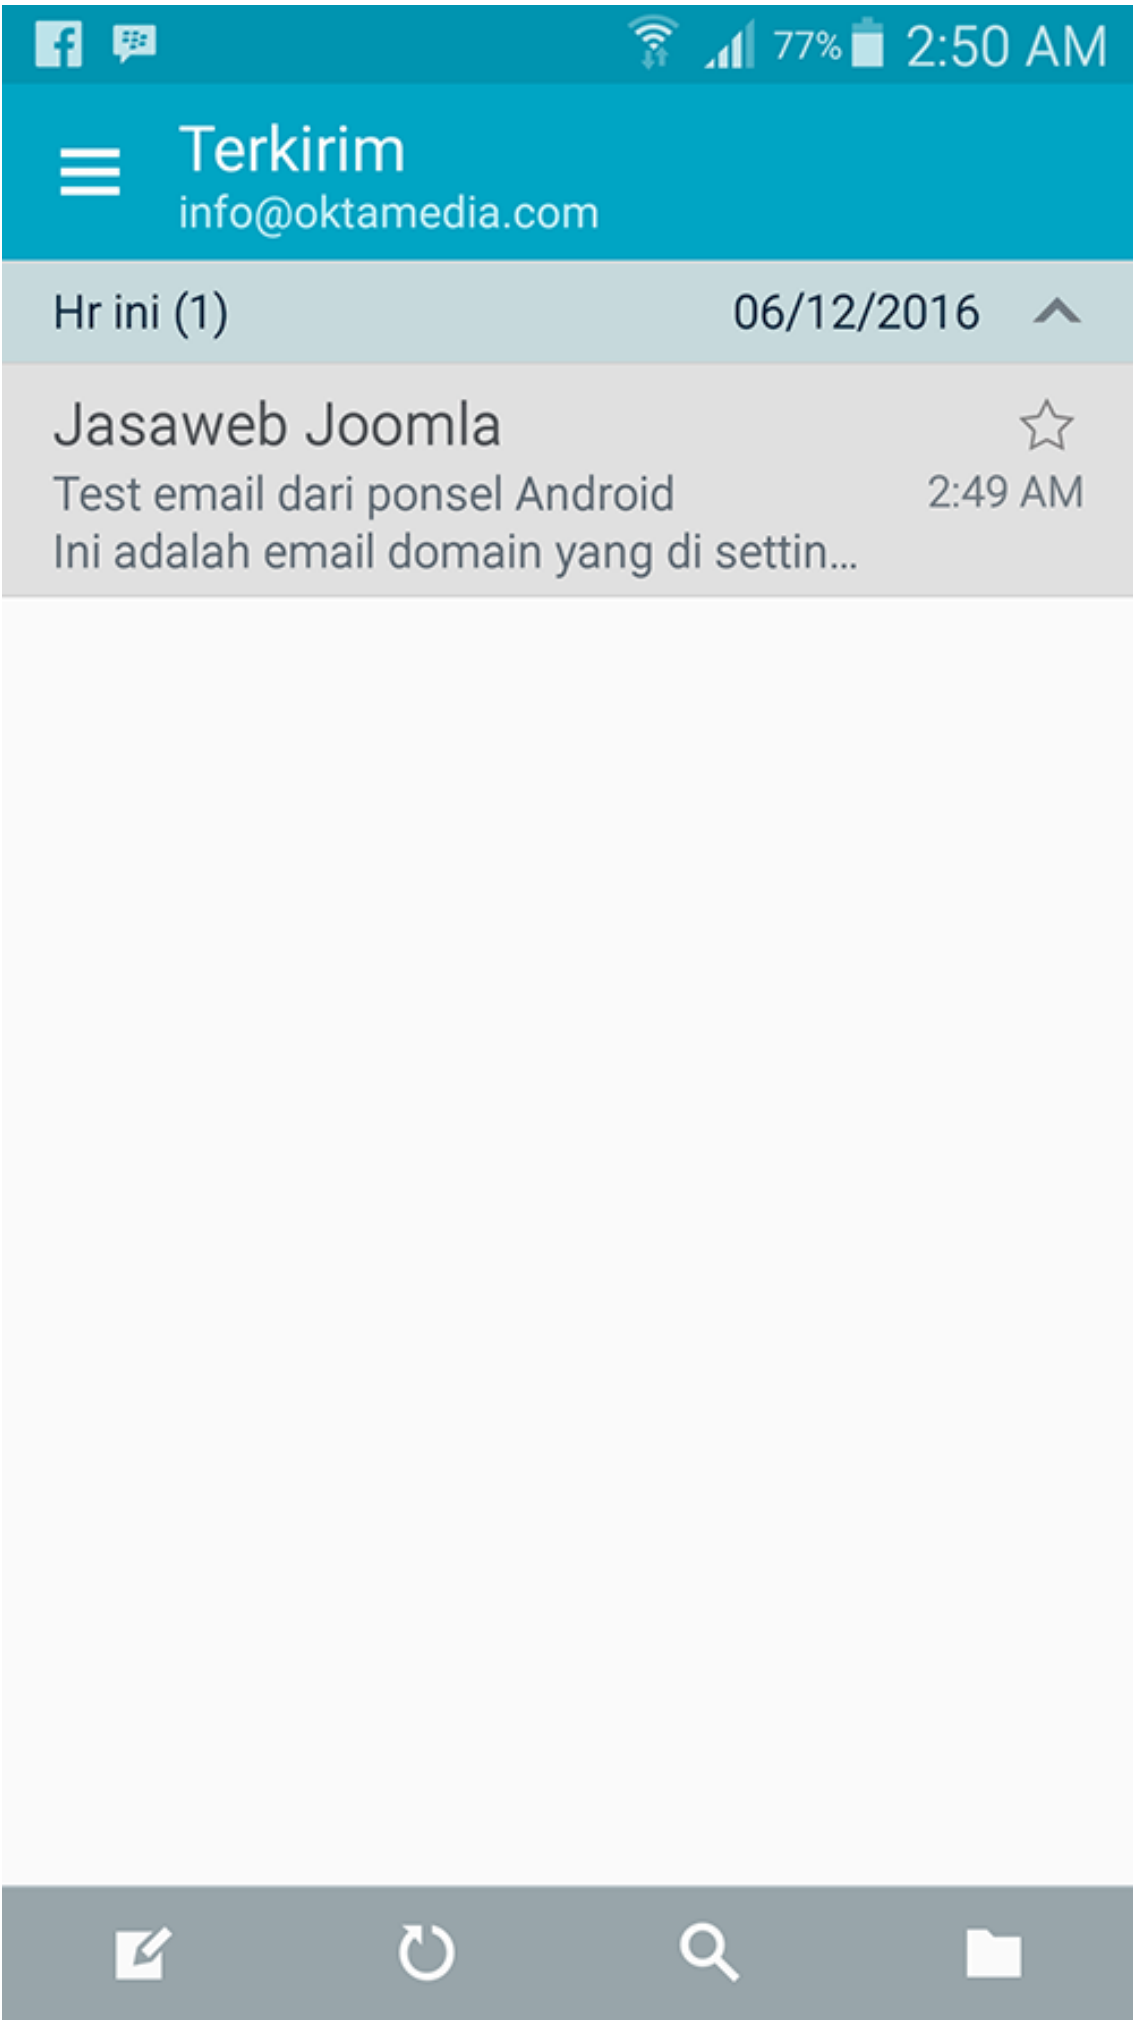 77% 2:50 AM
Terkirim
info@oktamedia.com
Hr ini (1) 06/12/2016
Jasaweb Joomla
Test email dari ponsel Android 2:49 AM
Ini adalah email domain yang di settin...